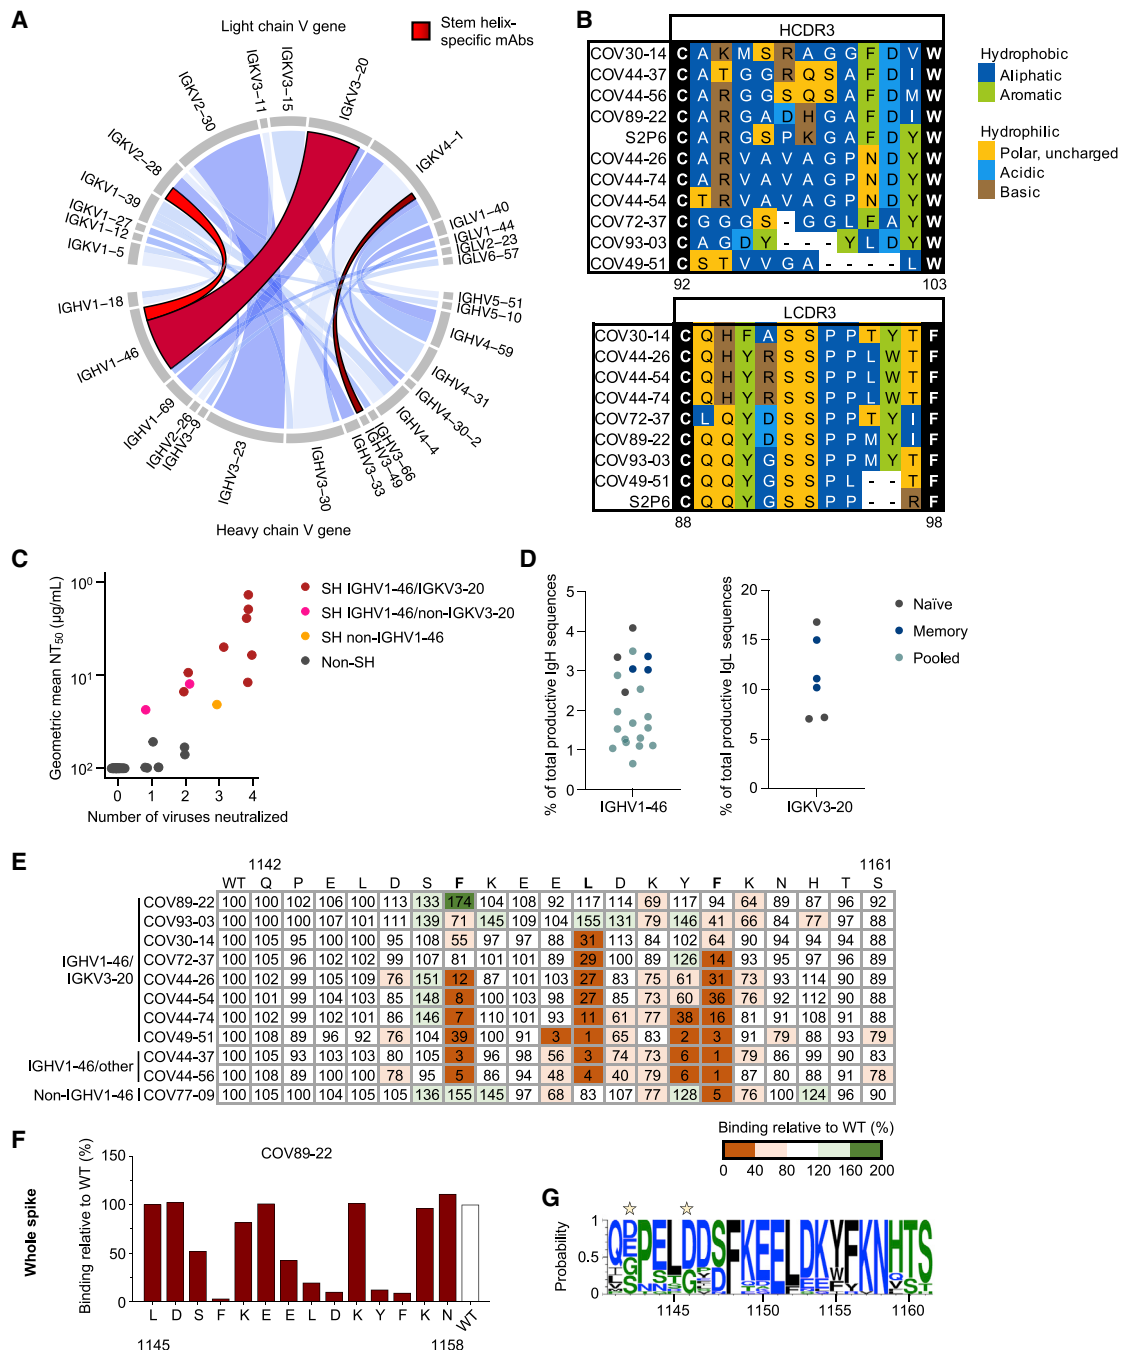 A
Light chain V gene
Stem helix-
specific mAbs
IGKV3–15
IGKV3–11
IGKV3–20
IGKV2–30
IGKV4–1
IGKV2–28
IGKV1–39
IGKV1–27
IGKV1–12
IGKV1–5
IGLV1–40
IGLV1–44
IGLV2–23
IGLV6–57
IGHV1–18
IGHV1–46
IGHV1–69
IGHV2–26
IGHV3–9
IGHV3–23
IGHV3–30
IGHV3–33
IGHV3–49
IGHV3–66
IGHV4–4
IGHV4–30–2
IGHV4–31
IGHV4–59
IGHV5–10
IGHV5–51
Heavy chain V gene
B
HCDR3
COV30-14 C A K M S R A G G F D V W
COV44-37 C A T G G R Q S A F D I W
COV44-56 C A R G G S Q S A F D M W
COV89-22 C A R G A D H G A F D I W
S2P6 C A R G S P K G A F D Y W
COV44-26 C A R V A V A G P N D Y W
COV44-74 C A R V A V A G P N D Y W
COV44-54 C T R V A V A G P N D Y W
COV72-37 C G G G S - G G L F A Y W
COV93-03 C A G D Y - - - Y L D Y W
COV49-51 C S T V V G A - - - - L W
92 103
Hydrophobic
Aliphatic
Aromatic
Hydrophilic
Polar, uncharged
Acidic
Basic
LCDR3
COV30-14 C Q H F A S S P P T Y T F
COV44-26 C Q H Y R S S P P L W T F
COV44-54 C Q H Y R S S P P L W T F
COV44-74 C Q H Y R S S P P L W T F
COV72-37 C L Q Y D S S P P T Y I F
COV89-22 C Q Q Y D S S P P M Y I F
COV93-03 C Q Q Y G S S P P M Y T F
COV49-51 C Q Q Y G S S P L - - T F
S2P6 C Q Q Y G S S P P - - R F
88 98
C
Geometric mean NT50 (µg/mL)
10⁰
10¹
10²
0 1 2 3 4
Number of viruses neutralized
SH IGHV1-46/IGKV3-20
SH IGHV1-46/non-IGKV3-20
SH non-IGHV1-46
Non-SH
D
% of total productive IgH sequences
5
4
3
2
1
0
IGHV1-46
% of total productive IgL sequences
20
15
10
5
0
IGKV3-20
Naïve
Memory
Pooled
E
1142 1161
WT Q P E L D S F K E E L D K Y F K N H T S
COV89-22 100 100 102 106 100 113 133 174 104 108 92 117 114 69 117 94 64 89 87 96 92
COV93-03 100 100 100 107 101 111 139 71 145 109 103 155 131 79 146 41 66 84 77 97 88
COV30-14 100 105 95 100 100 95 108 55 97 97 88 31 113 84 102 64 90 94 94 94 88
COV72-37 100 105 96 102 102 99 107 81 101 101 89 29 100 89 126 14 93 95 97 96 89
COV44-26 100 102 99 105 109 76 151 12 106 101 103 27 83 75 61 31 73 93 114 90 89
COV44-54 100 101 99 104 103 85 148 8 100 103 98 27 85 73 60 36 76 92 112 90 88
COV44-74 100 102 99 102 101 86 146 7 110 101 93 11 61 77 38 16 81 91 108 91 88
COV49-51 100 108 89 96 92 76 104 39 100 91 3 1 65 83 2 3 91 79 88 93 79
COV44-37 100 95 93 103 103 80 105 3 96 98 56 3 74 73 6 1 79 86 99 90 83
COV44-56 100 100 88 100 100 78 95 5 86 94 48 4 40 79 6 1 87 80 88 91 78
COV77-09 100 105 100 104 105 105 136 155 145 97 68 83 107 77 128 5 76 100 124 96 90
IGHV1-46/
IGKV3-20
IGHV1-46/other
Non-IGHV1-46
Binding relative to WT (%)
0 40 80 120 160 200
F
COV89-22
Whole spike
Binding relative to WT (%)
150
100
50
0
L D S F K E E L D K Y F K N WT
1145 1158
G
Probability
1
0.5
0
1145 1150 1155 1160